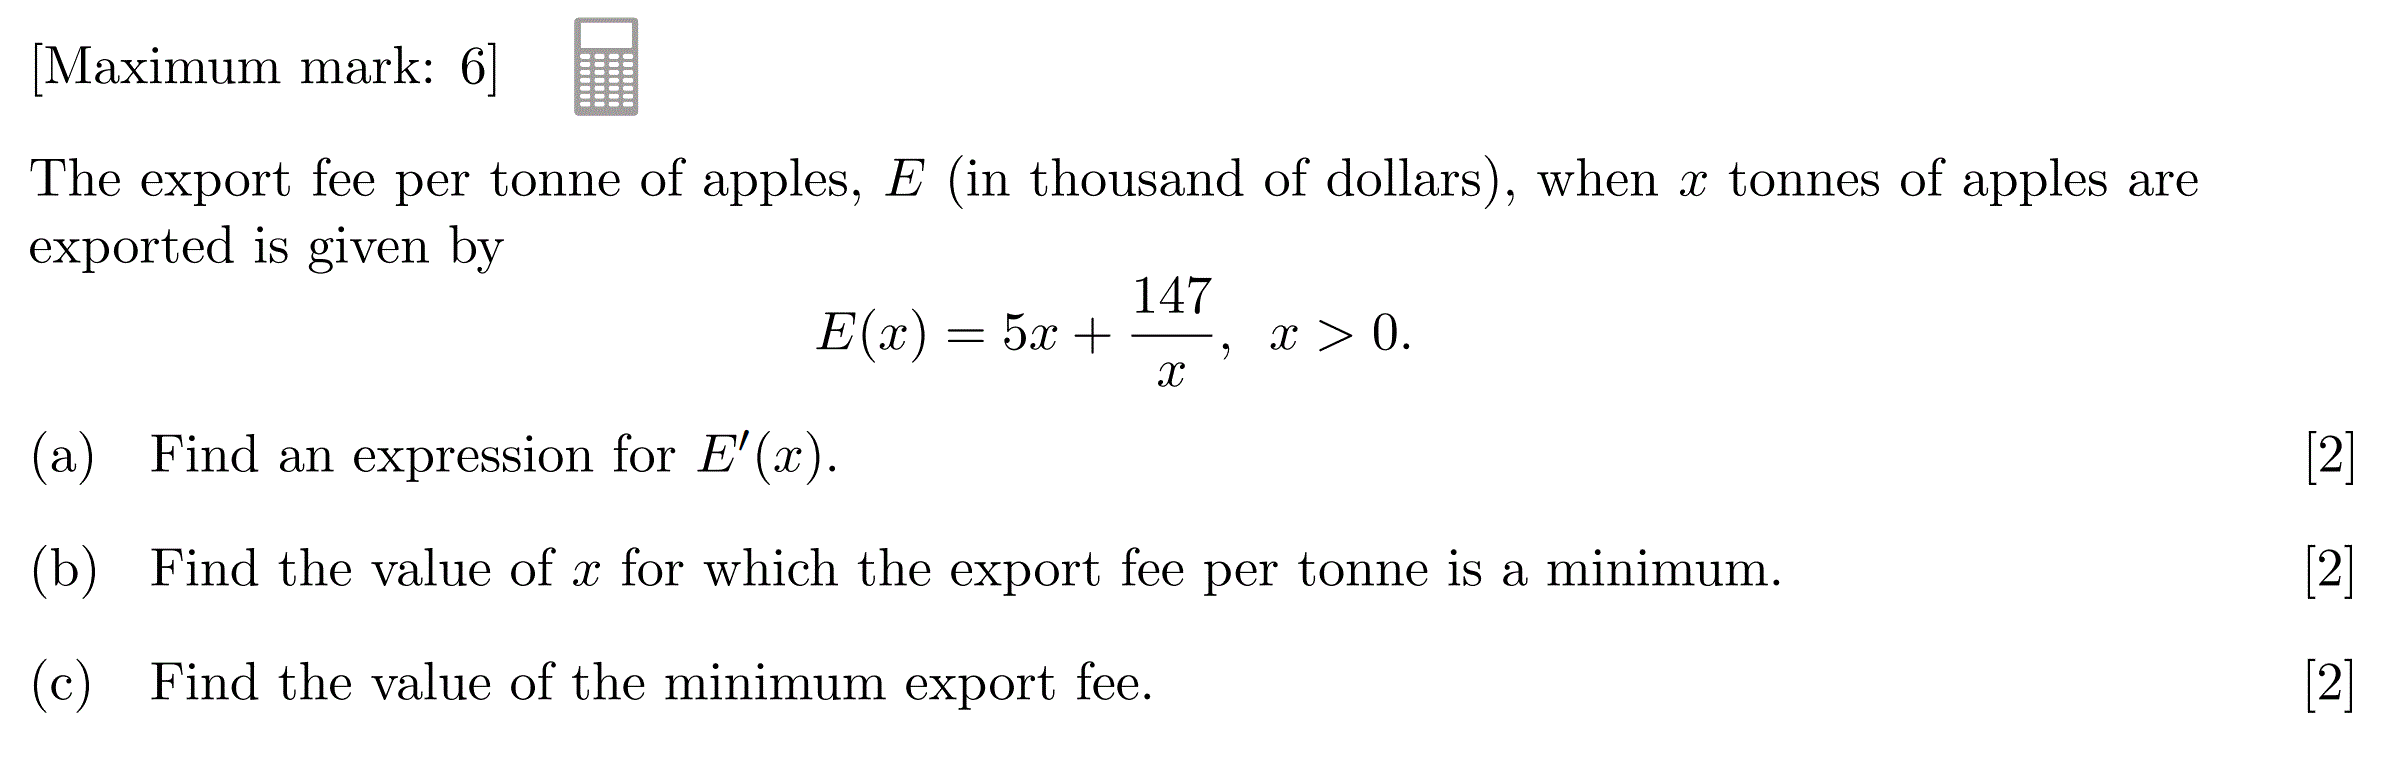 [Maximum mark: 6]
The export fee per tonne of apples, E (in thousand of dollars), when x tonnes of apples are
exported is given by
E(x) = 5x + 147/x, x > 0.
(a) Find an expression for E′(x). [2]
(b) Find the value of x for which the export fee per tonne is a minimum. [2]
(c) Find the value of the minimum export fee. [2]